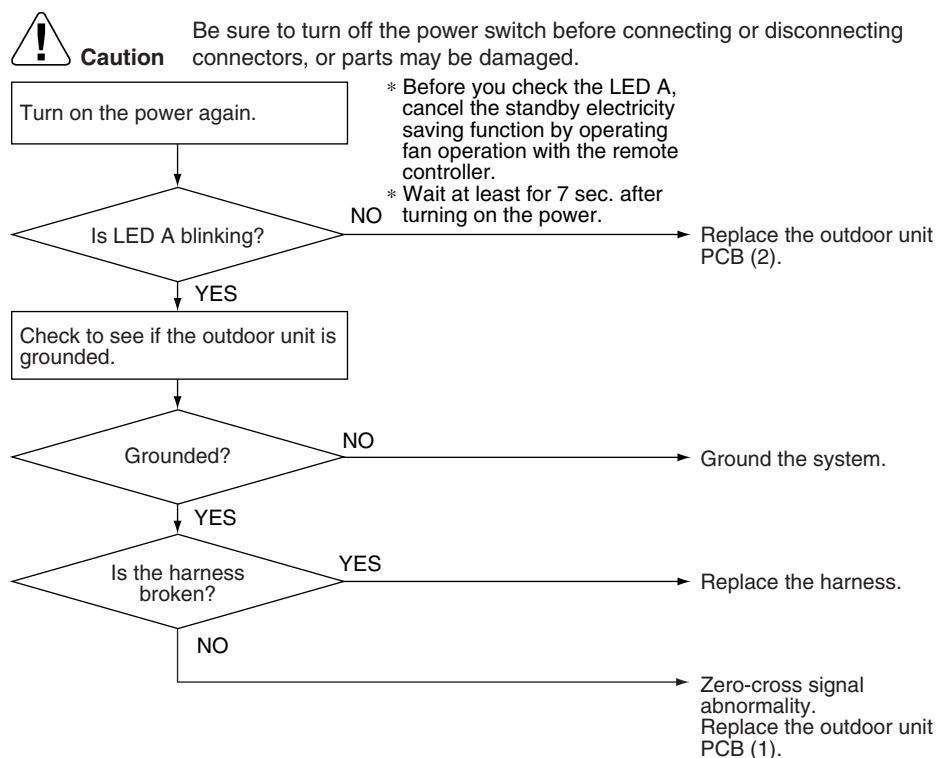 Be sure to turn off the power switch before connecting or disconnecting
Caution connectors, or parts may be damaged.
Turn on the power again.
∗ Before you check the LED A,
cancel the standby electricity
saving function by operating
fan operation with the remote
controller.
∗ Wait at least for 7 sec. after
turning on the power.
Is LED A blinking?
NO
Replace the outdoor unit
PCB (2).
YES
Check to see if the outdoor unit is
grounded.
Grounded?
NO
Ground the system.
YES
Is the harness
broken?
YES
Replace the harness.
NO
Zero-cross signal
abnormality.
Replace the outdoor unit
PCB (1).